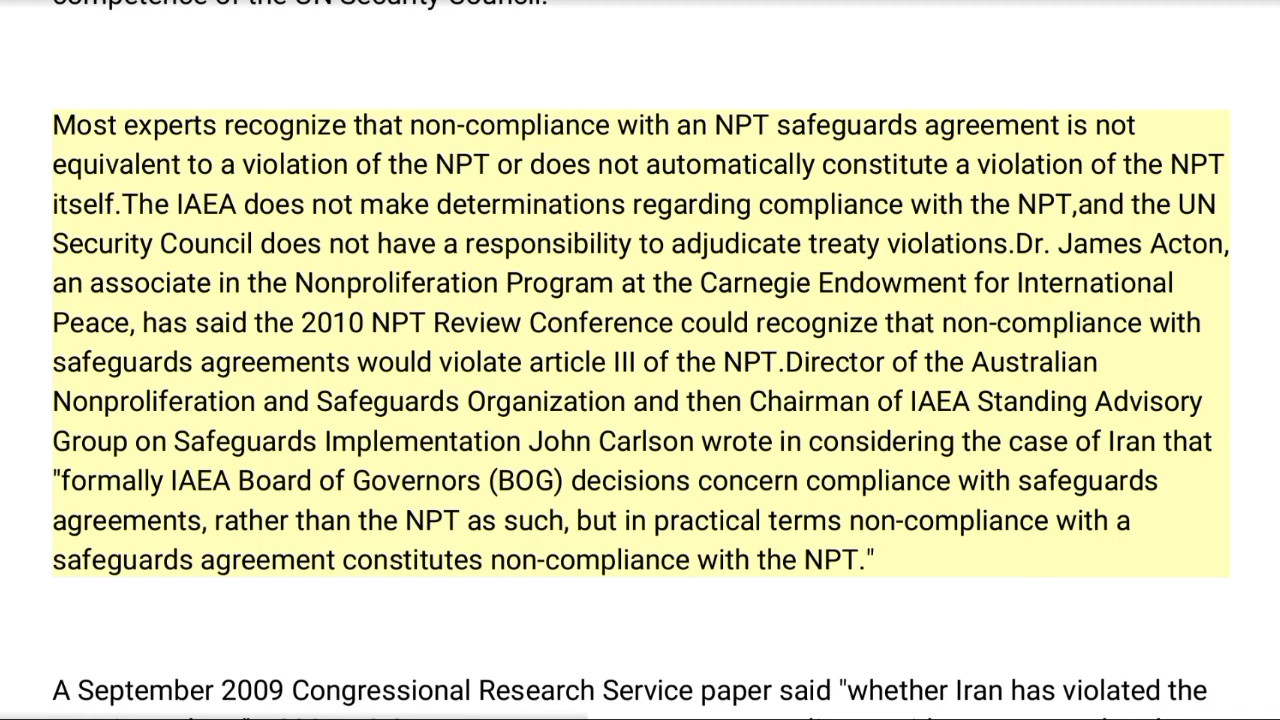 competence of the UN Security Council.
Most experts recognize that non-compliance with an NPT safeguards agreement is not
equivalent to a violation of the NPT or does not automatically constitute a violation of the NPT
itself.The IAEA does not make determinations regarding compliance with the NPT,and the UN
Security Council does not have a responsibility to adjudicate treaty violations.Dr. James Acton,
an associate in the Nonproliferation Program at the Carnegie Endowment for International
Peace, has said the 2010 NPT Review Conference could recognize that non-compliance with
safeguards agreements would violate article III of the NPT.Director of the Australian
Nonproliferation and Safeguards Organization and then Chairman of IAEA Standing Advisory
Group on Safeguards Implementation John Carlson wrote in considering the case of Iran that
"formally IAEA Board of Governors (BOG) decisions concern compliance with safeguards
agreements, rather than the NPT as such, but in practical terms non-compliance with a
safeguards agreement constitutes non-compliance with the NPT."
A September 2009 Congressional Research Service paper said "whether Iran has violated the